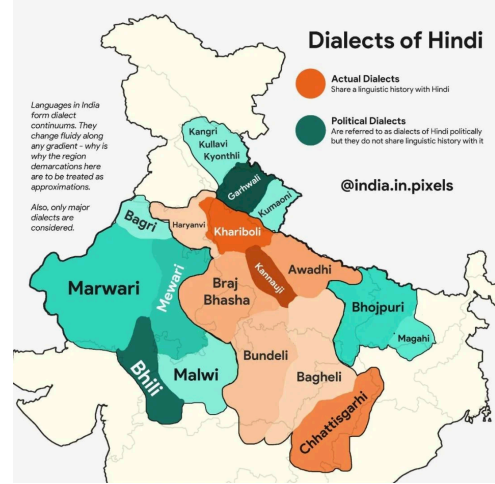 Dialects of Hindi
Actual Dialects
Share a linguistic history with Hindi
Political Dialects
Are referred to as dialects of Hindi politically
but they do not share linguistic history with it
@india.in.pixels
Languages in India
form dialect
continuums. They
change fluidly along
any gradient - why is
why the region
demarcations here
are to be treated as
approximations.
Also, only major
dialects are
considered.
Kangri
Kullavi
Kyonthli
Garhwali
Kumaoni
Bagri
Haryanvi
Khariboli
Marwari
Mewari
Braj
Bhasha
Kannauji
Awadhi
Bhojpuri
Magahi
Bhili
Malwi
Bundeli
Bagheli
Chhattisgarhi